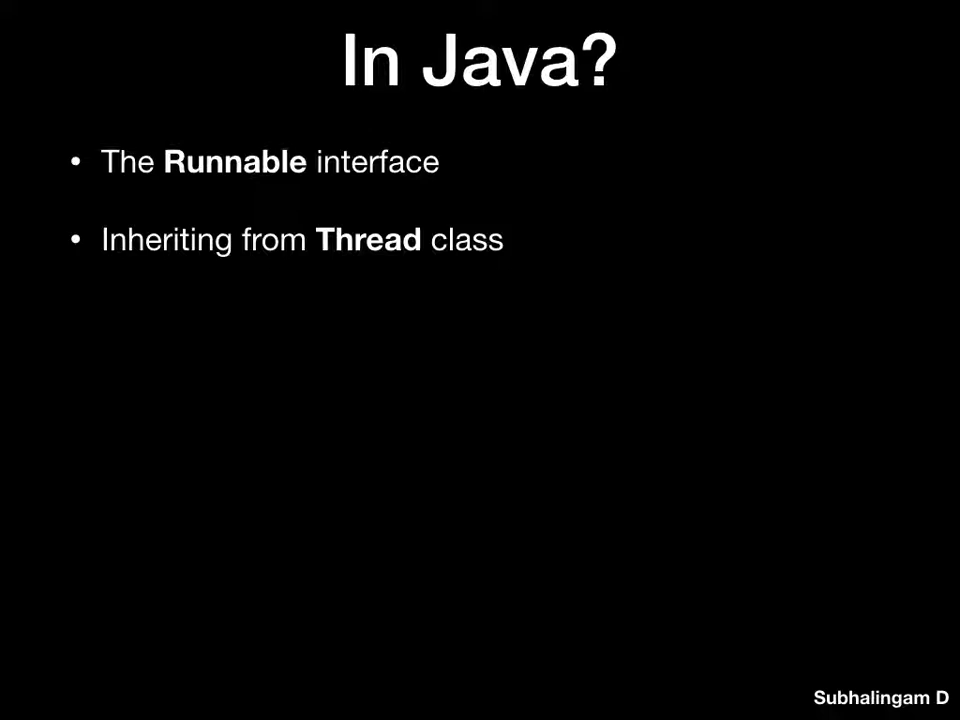 In Java?
• The Runnable interface
• Inheriting from Thread class
Subhalingam D